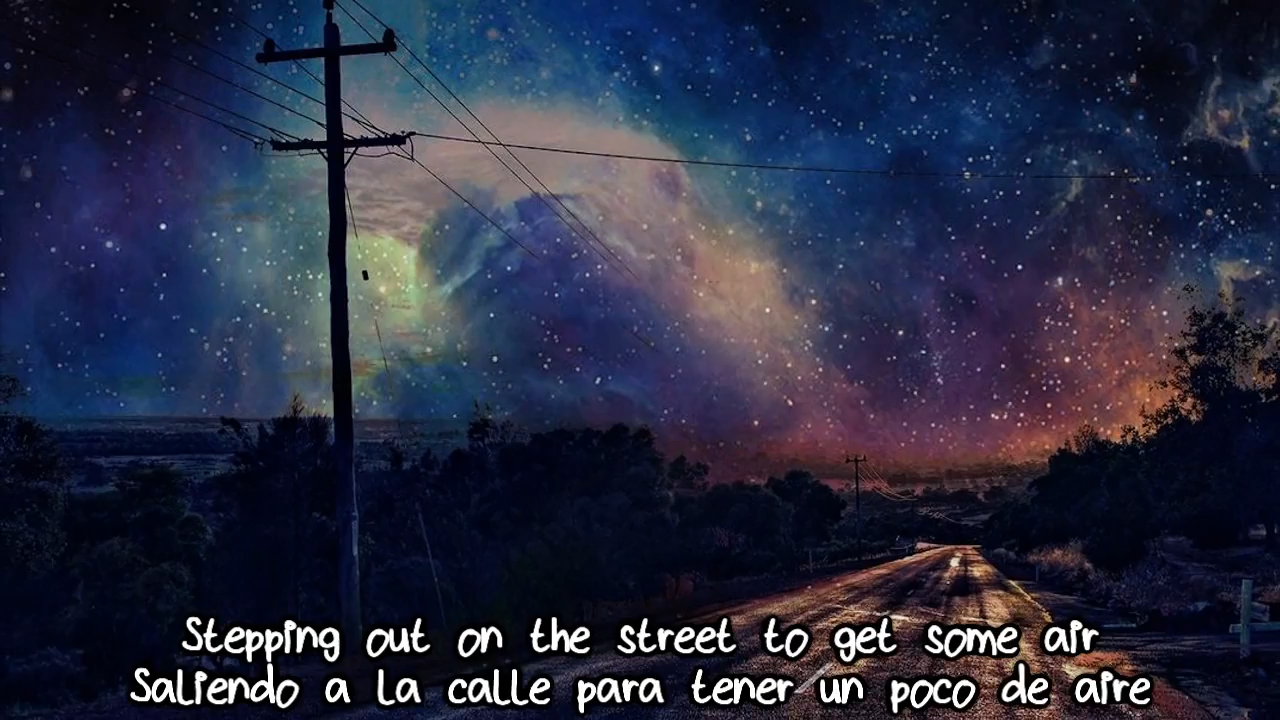 Stepping out on the street to get some air
Saliendo a la calle para tener un poco de aire